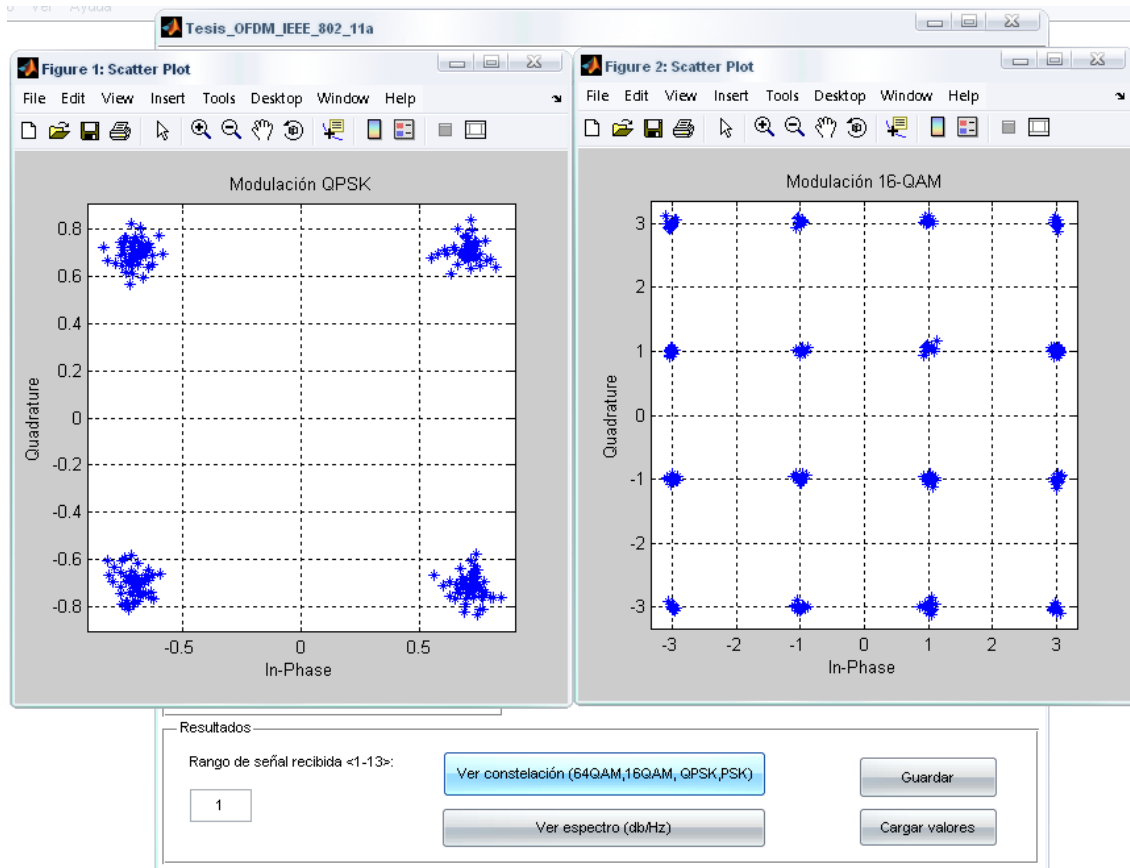 Ver Ayuda
Tesis_OFDM_IEEE_802_11a
Figure 1: Scatter Plot
File Edit View Insert Tools Desktop Window Help
Modulación QPSK
0.8
0.6
0.4
0.2
0
-0.2
-0.4
-0.6
-0.8
Quadrature
-0.5 0 0.5
In-Phase
Figure 2: Scatter Plot
File Edit View Insert Tools Desktop Window Help
Modulación 16-QAM
3
2
1
0
-1
-2
-3
Quadrature
-3 -2 -1 0 1 2 3
In-Phase
Resultados
Rango de señal recibida <1-13>:
1
Ver constelación (64QAM,16QAM, QPSK,PSK)
Ver espectro (db/Hz)
Guardar
Cargar valores